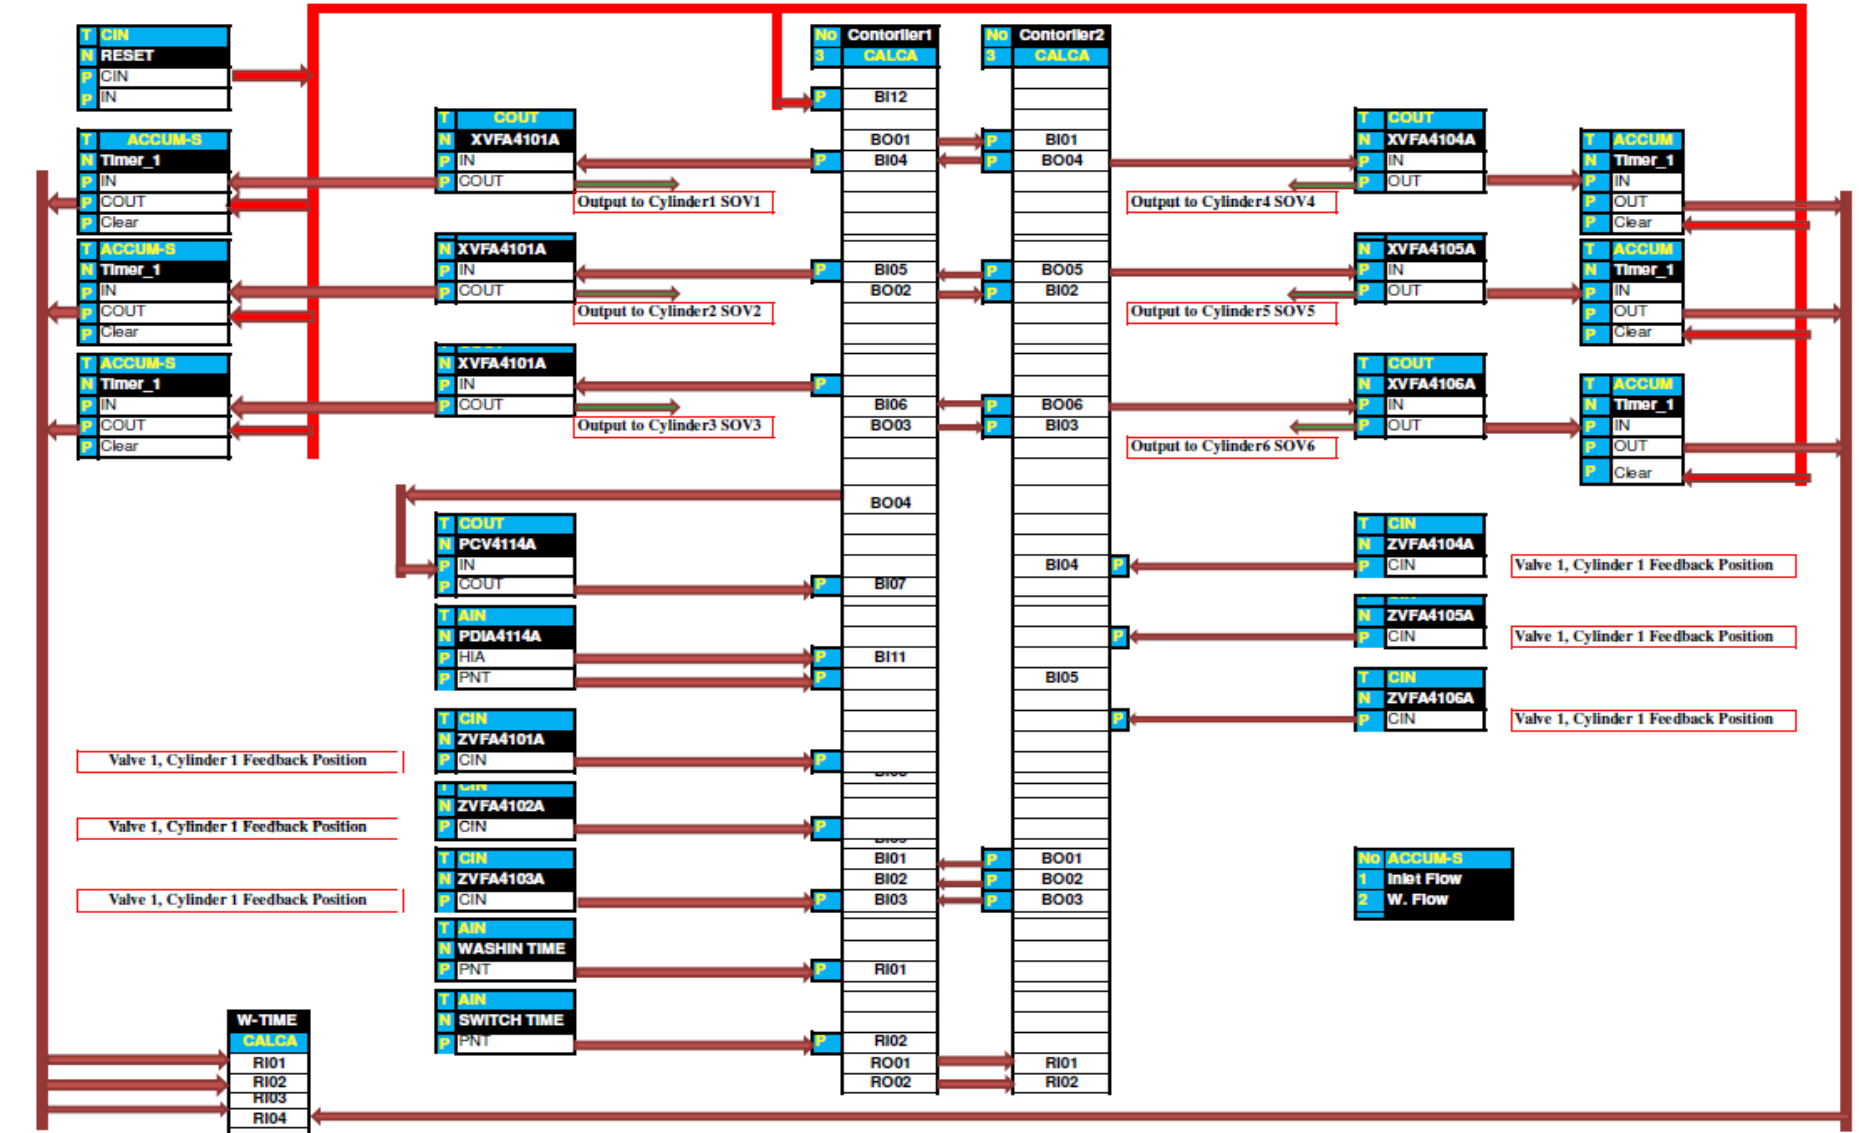 T CIN
N RESET
P CIN
P IN
T ACCUM-S
N Timer_1
P IN
P COUT
P Clear
T ACCUM-S
N Timer_1
P IN
P COUT
P Clear
T ACCUM-S
N Timer_1
P IN
P COUT
P Clear
T COUT
N XVFA4101A
P IN
P COUT
Output to Cylinder1 SOV1
N XVFA4101A
P IN
P COUT
Output to Cylinder2 SOV2
N XVFA4101A
P IN
P COUT
Output to Cylinder3 SOV3
T COUT
N PCV4114A
P IN
P COUT
T AIN
N PDIA4114A
P HIA
P PNT
T CIN
N ZVFA4101A
P CIN
Valve 1, Cylinder 1 Feedback Position
T CIN
N ZVFA4102A
P CIN
Valve 1, Cylinder 1 Feedback Position
T CIN
N ZVFA4103A
P CIN
Valve 1, Cylinder 1 Feedback Position
T AIN
N WASHIN TIME
P PNT
T AIN
N SWITCH TIME
P PNT
W-TIME
CALCA
RI01
RI02
RI03
RI04
No Contorller1
3 CALCA
P BI12
BO01
P BI04
P BI05
BO02
P
BI06
BO03
BO04
P BI07
P BI11
P
P
P
BI01
BI02
P BI03
P RI01
P RI02
RO01
RO02
No Contorller2
3 CALCA
P BI01
P BO04
P BO05
P BI02
P BO06
P BI03
BI04 P
P
BI05
P
P BO01
P BO02
P BO03
RI01
RI02
T COUT
N XVFA4104A
P IN
P OUT
Output to Cylinder4 SOV4
N XVFA4105A
P IN
P OUT
Output to Cylinder5 SOV5
T COUT
N XVFA4106A
P IN
P OUT
Output to Cylinder6 SOV6
T ACCUM
N Timer_1
P IN
P OUT
P Clear
T ACCUM
N Timer_1
P IN
P OUT
P Clear
T ACCUM
N Timer_1
P IN
P OUT
P Clear
T CIN
N ZVFA4104A
P CIN
Valve 1, Cylinder 1 Feedback Position
N ZVFA4105A
P CIN
Valve 1, Cylinder 1 Feedback Position
T CIN
N ZVFA4106A
P CIN
Valve 1, Cylinder 1 Feedback Position
No ACCUM-S
1 Inlet Flow
2 W. Flow